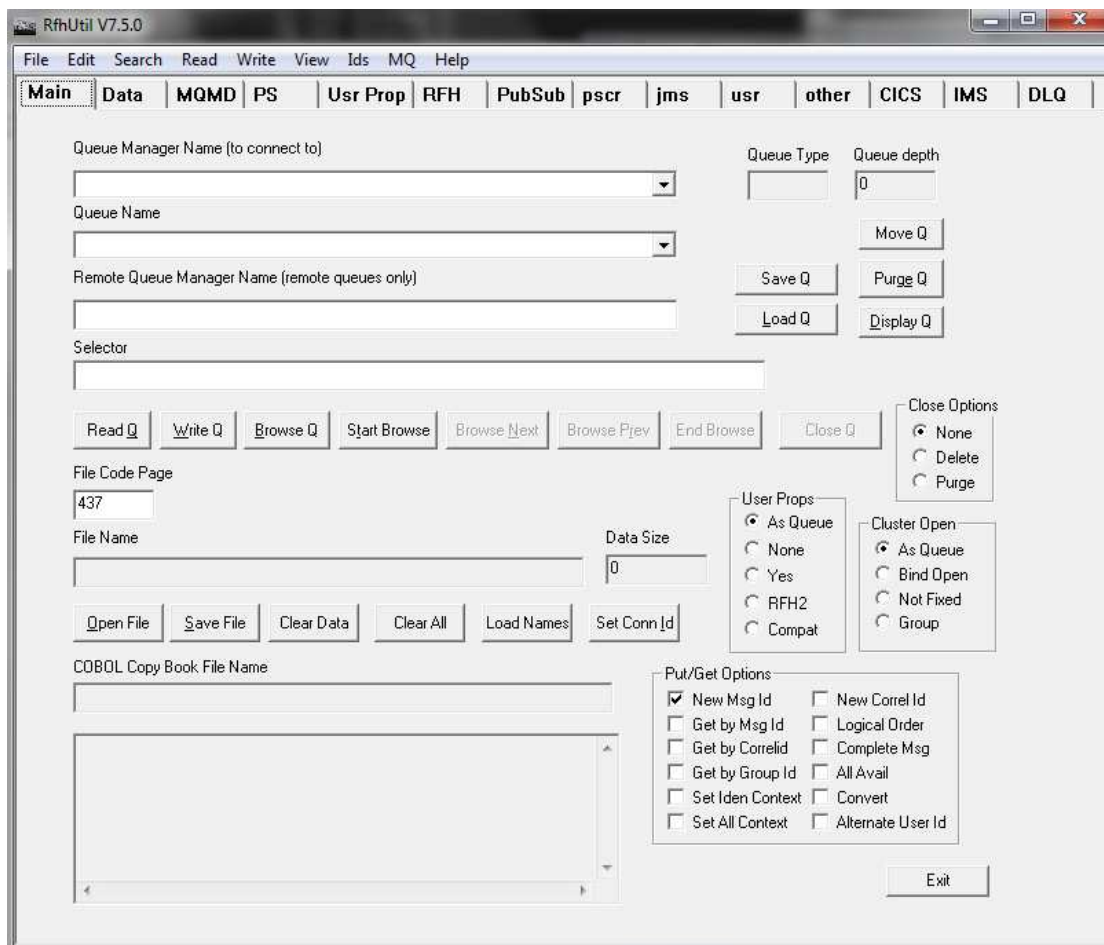 RfhUtil V7.5.0
File Edit Search Read Write View Ids MQ Help
Main Data MQMD PS Usr Prop RFH PubSub pscr jms usr other CICS IMS DLQ
Queue Manager Name (to connect to)
Queue Type Queue depth
0
Queue Name
Move Q
Remote Queue Manager Name (remote queues only)
Save Q Purge Q
Load Q Display Q
Selector
Read Q Write Q Browse Q Start Browse Browse Next Browse Prev End Browse Close Q
Close Options
None
Delete
Purge
File Code Page
437
User Props
As Queue
None
Yes
RFH2
Compat
Cluster Open
As Queue
Bind Open
Not Fixed
Group
File Name Data Size
0
Open File Save File Clear Data Clear All Load Names Set Conn Id
COBOL Copy Book File Name
Put/Get Options
New Msg Id New Correl Id
Get by Msg Id Logical Order
Get by Correlid Complete Msg
Get by Group Id All Avail
Set Iden Context Convert
Set All Context Alternate User Id
Exit